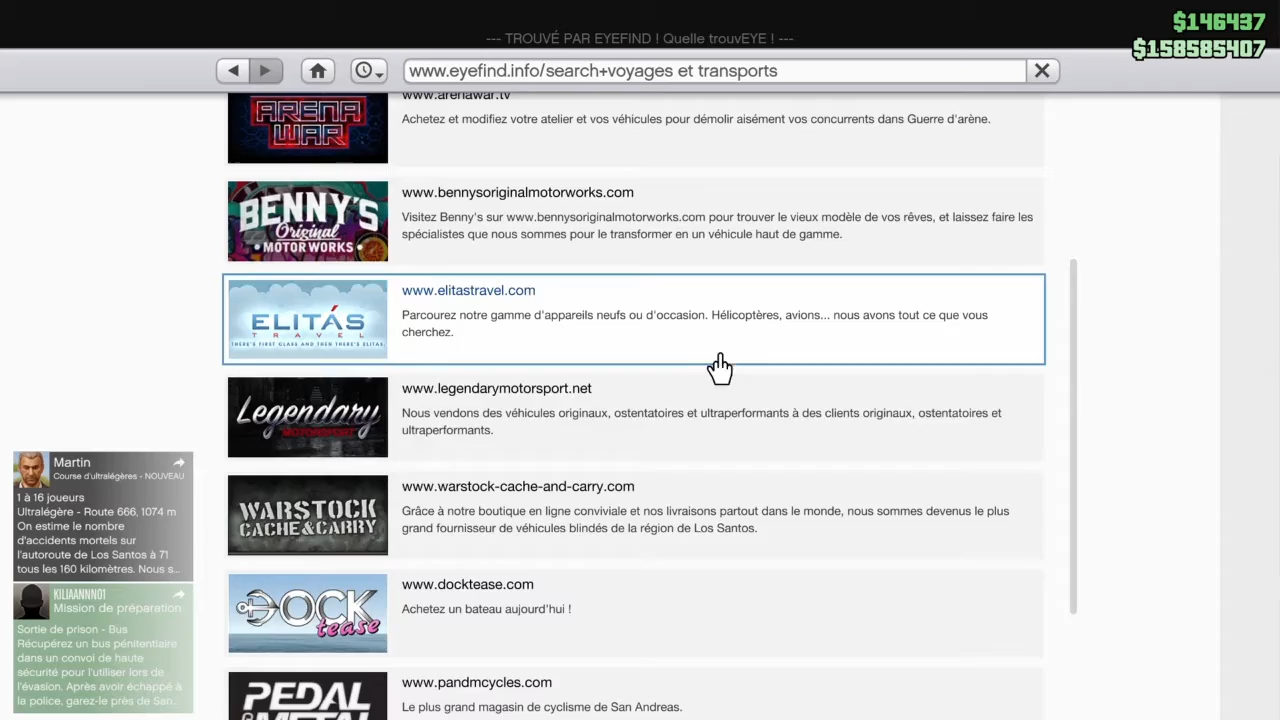 $146437
$158585407
--- TROUVÉ PAR EYEFIND ! Quelle trouvEYE ! ---
www.eyefind.info/search+voyages et transports
www.arenawar.tv
ARENA
WAR
Achetez et modifiez votre atelier et vos véhicules pour démolir aisément vos concurrents dans Guerre d'arène.
BENNY'S
Original
MOTOR WORKS
www.bennysoriginalmotorworks.com
Visitez Benny's sur www.bennysoriginalmotorworks.com pour trouver le vieux modèle de vos rêves, et laissez faire les
spécialistes que nous sommes pour le transformer en un véhicule haut de gamme.
ELITÁS
TRAVEL
THERE'S FIRST CLASS AND THEN THERE'S ELITAS
www.elitastravel.com
Parcourez notre gamme d'appareils neufs ou d'occasion. Hélicoptères, avions... nous avons tout ce que vous
cherchez.
Legendary
MOTORSPORT
www.legendarymotorsport.net
Nous vendons des véhicules originaux, ostentatoires et ultraperformants à des clients originaux, ostentatoires et
ultraperformants.
WARSTOCK
CACHE&CARRY
www.warstock-cache-and-carry.com
Grâce à notre boutique en ligne conviviale et nos livraisons partout dans le monde, nous sommes devenus le plus
grand fournisseur de véhicules blindés de la région de Los Santos.
DOCK
tease
www.docktease.com
Achetez un bateau aujourd'hui !
PEDAL
METAL
www.pandmcycles.com
Le plus grand magasin de cyclisme de San Andreas.
Martin
Course d'ultralégères - NOUVEAU
1 à 16 joueurs
Ultralégère - Route 666, 1074 m
On estime le nombre
d'accidents mortels sur
l'autoroute de Los Santos à 71
tous les 160 kilomètres. Nous s...
KILIAANNN01
Mission de préparation
Sortie de prison - Bus
Récupérez un bus pénitentiaire
dans un convoi de haute
sécurité pour l'utiliser lors de
l'évasion. Après avoir échappé à
la police, garez-le près de San...